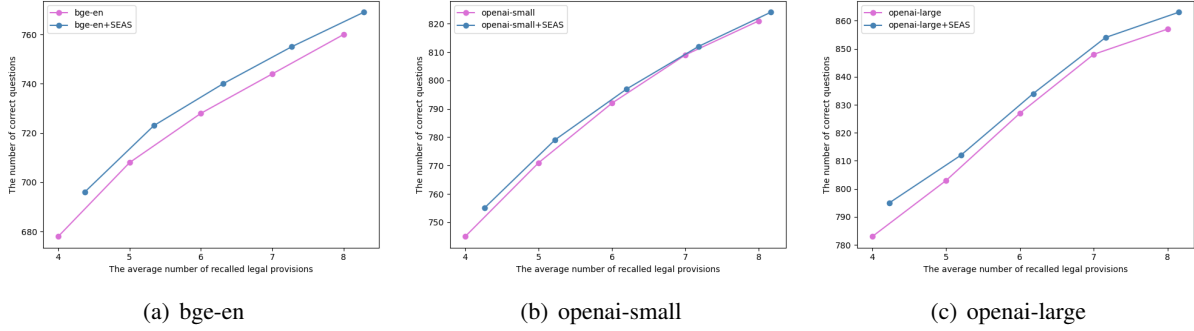 bge-en
bge-en+SEAS
The number of correct questions
760
740
720
700
680
4 5 6 7 8
The average number of recalled legal provisions
(a) bge-en
openai-small
openai-small+SEAS
The number of correct questions
820
810
800
790
780
770
760
750
4 5 6 7 8
The average number of recalled legal provisions
(b) openai-small
openai-large
openai-large+SEAS
The number of correct questions
860
850
840
830
820
810
800
790
780
4 5 6 7 8
The average number of recalled legal provisions
(c) openai-large